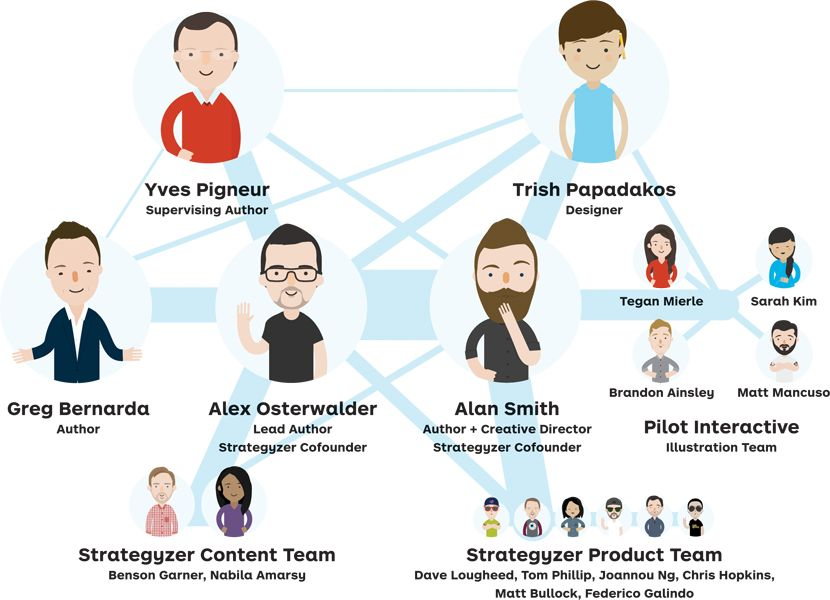 Yves Pigneur
Supervising Author
Trish Papadakos
Designer
Tegan Mierle
Sarah Kim
Brandon Ainsley
Matt Mancuso
Greg Bernarda
Author
Alex Osterwalder
Lead Author
Strategyzer Cofounder
Alan Smith
Author + Creative Director
Strategyzer Cofounder
Pilot Interactive
Illustration Team
Strategyzer Content Team
Benson Garner, Nabila Amarsy
Strategyzer Product Team
Dave Lougheed, Tom Phillip, Joannou Ng, Chris Hopkins,
Matt Bullock, Federico Galindo